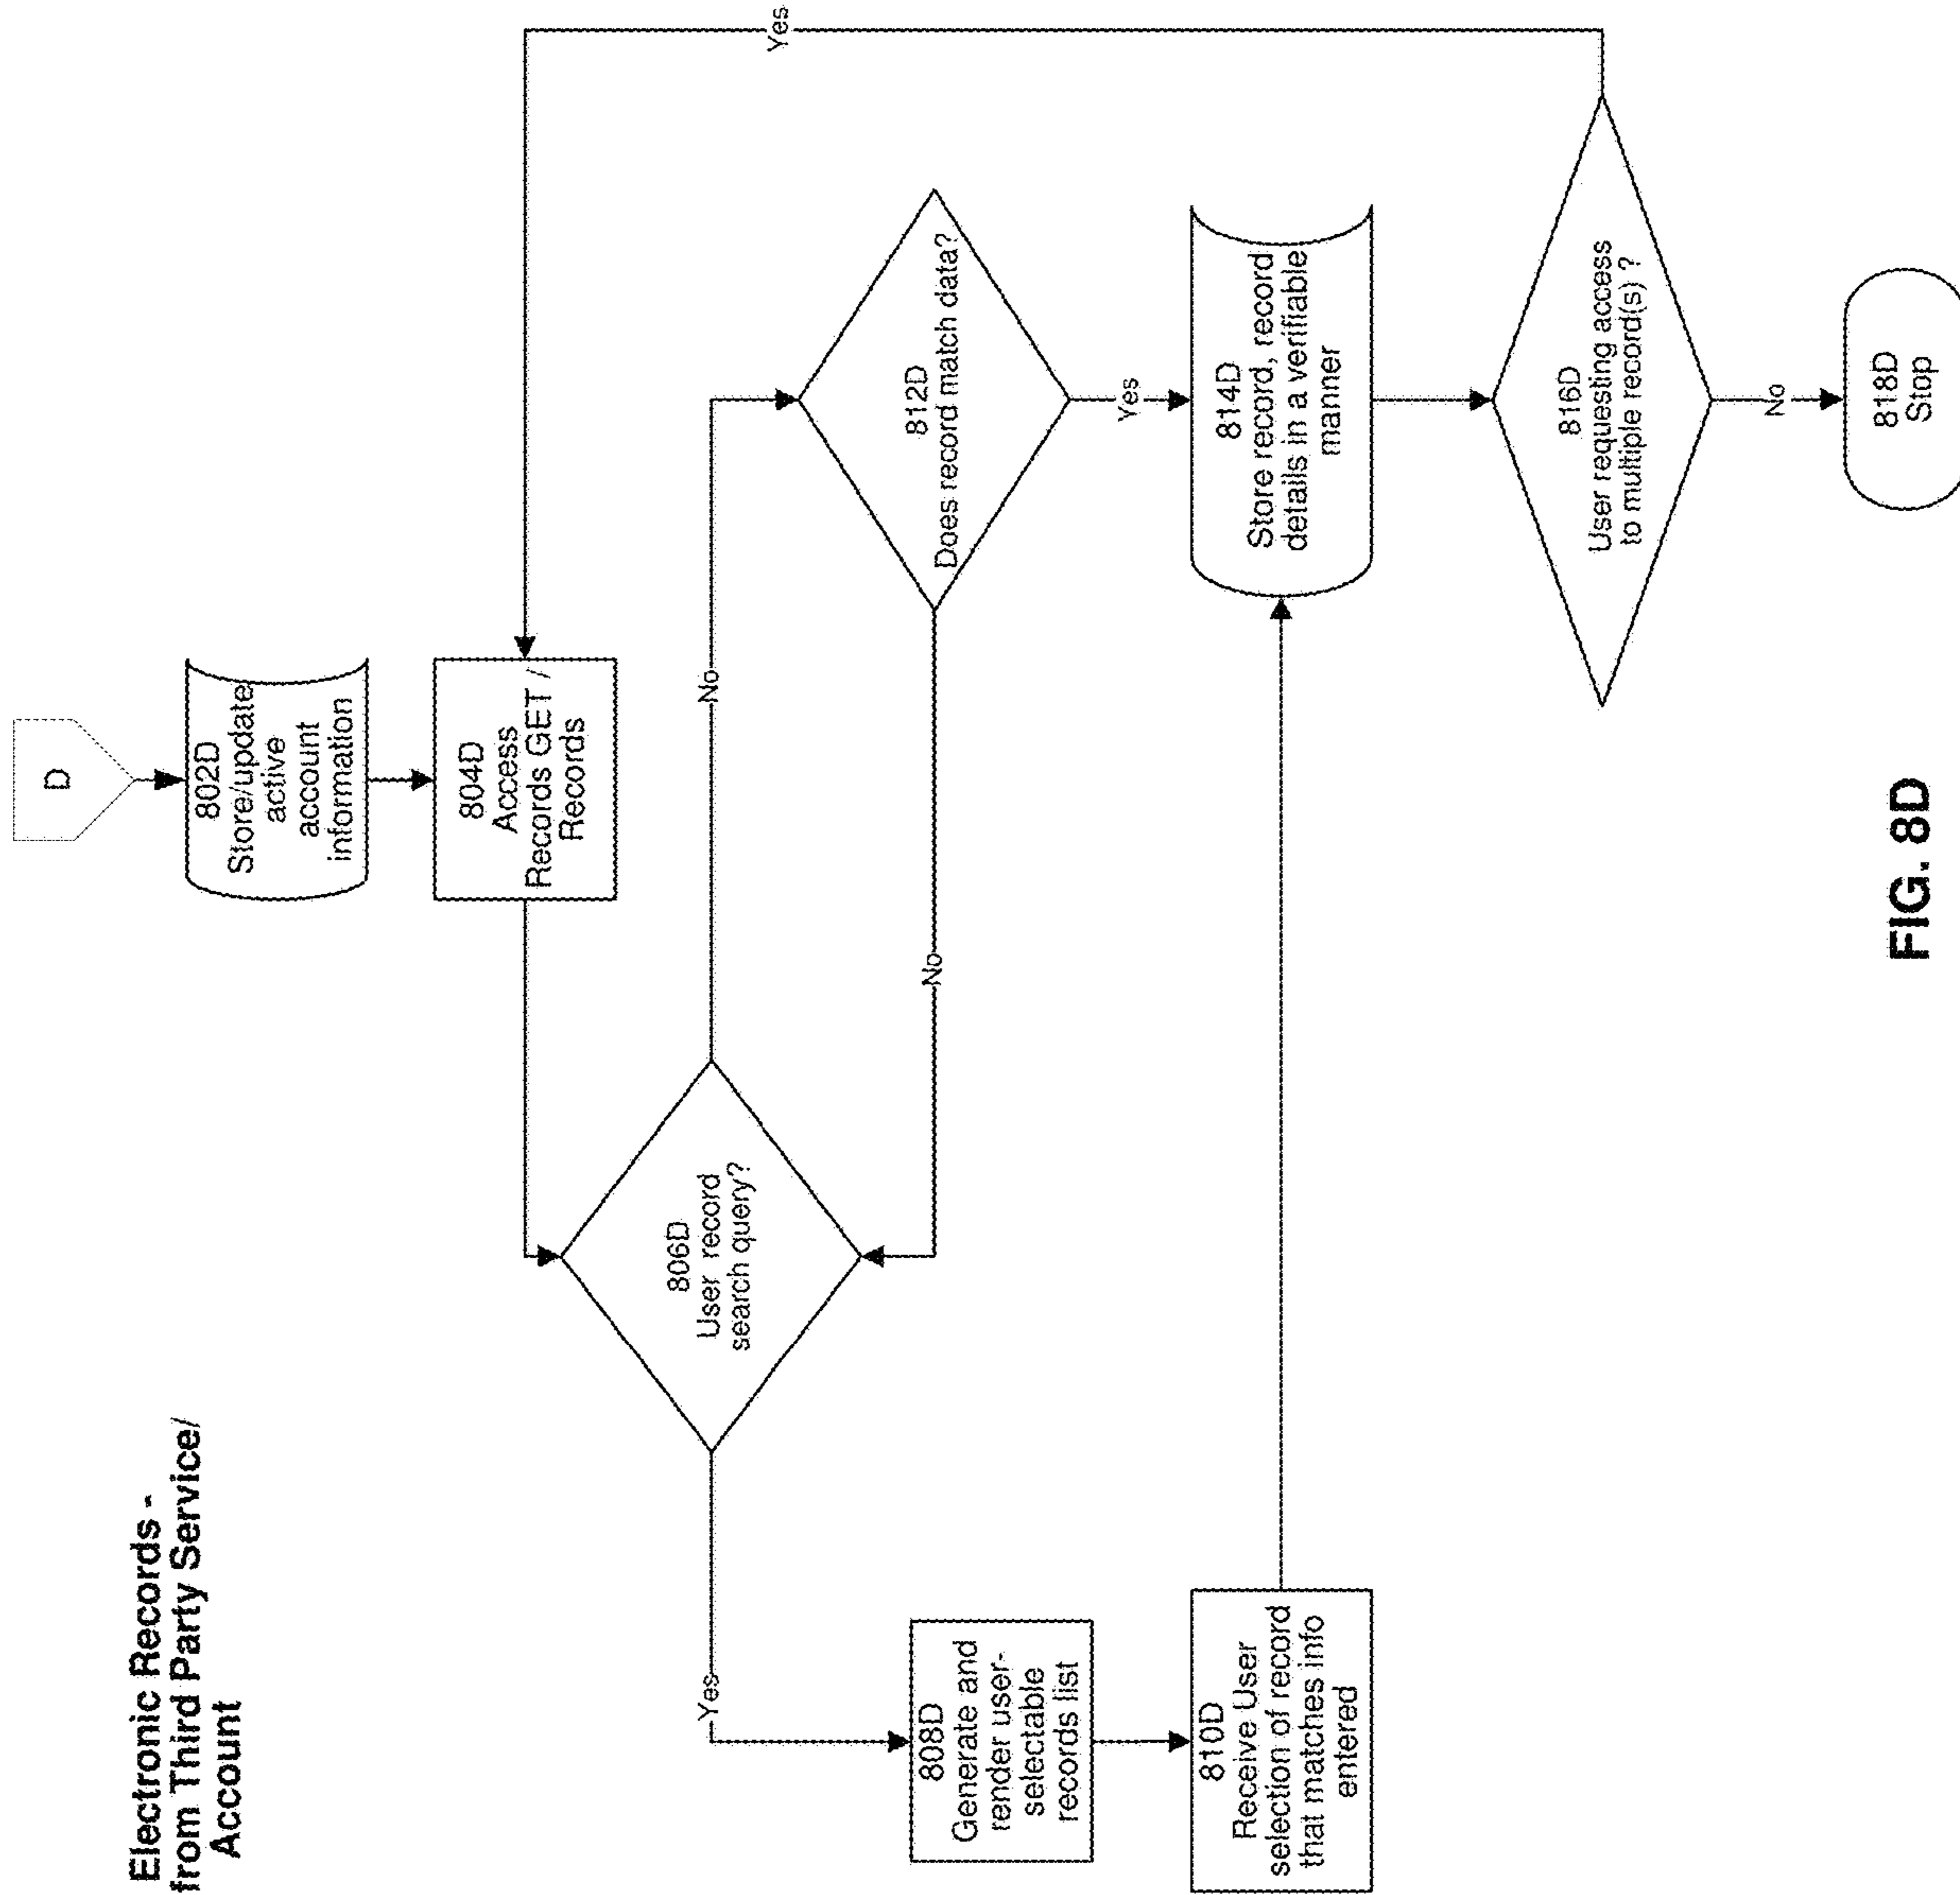 Electronic Records -
from Third Party Service/
Account
D
802D
Store/update
active
account
information
804D
Access
Records GET /
Records
806D
User record
search query?
Yes
No
808D
Generate and
render user-
selectable
records list
810D
Receive User
selection of record
that matches info
entered
812D
Does record match data?
No
Yes
814D
Store record, record
details in a verifiable
manner
816D
User requesting access
to multiple record(s) ?
Yes
No
818D
Stop
FIG. 8D